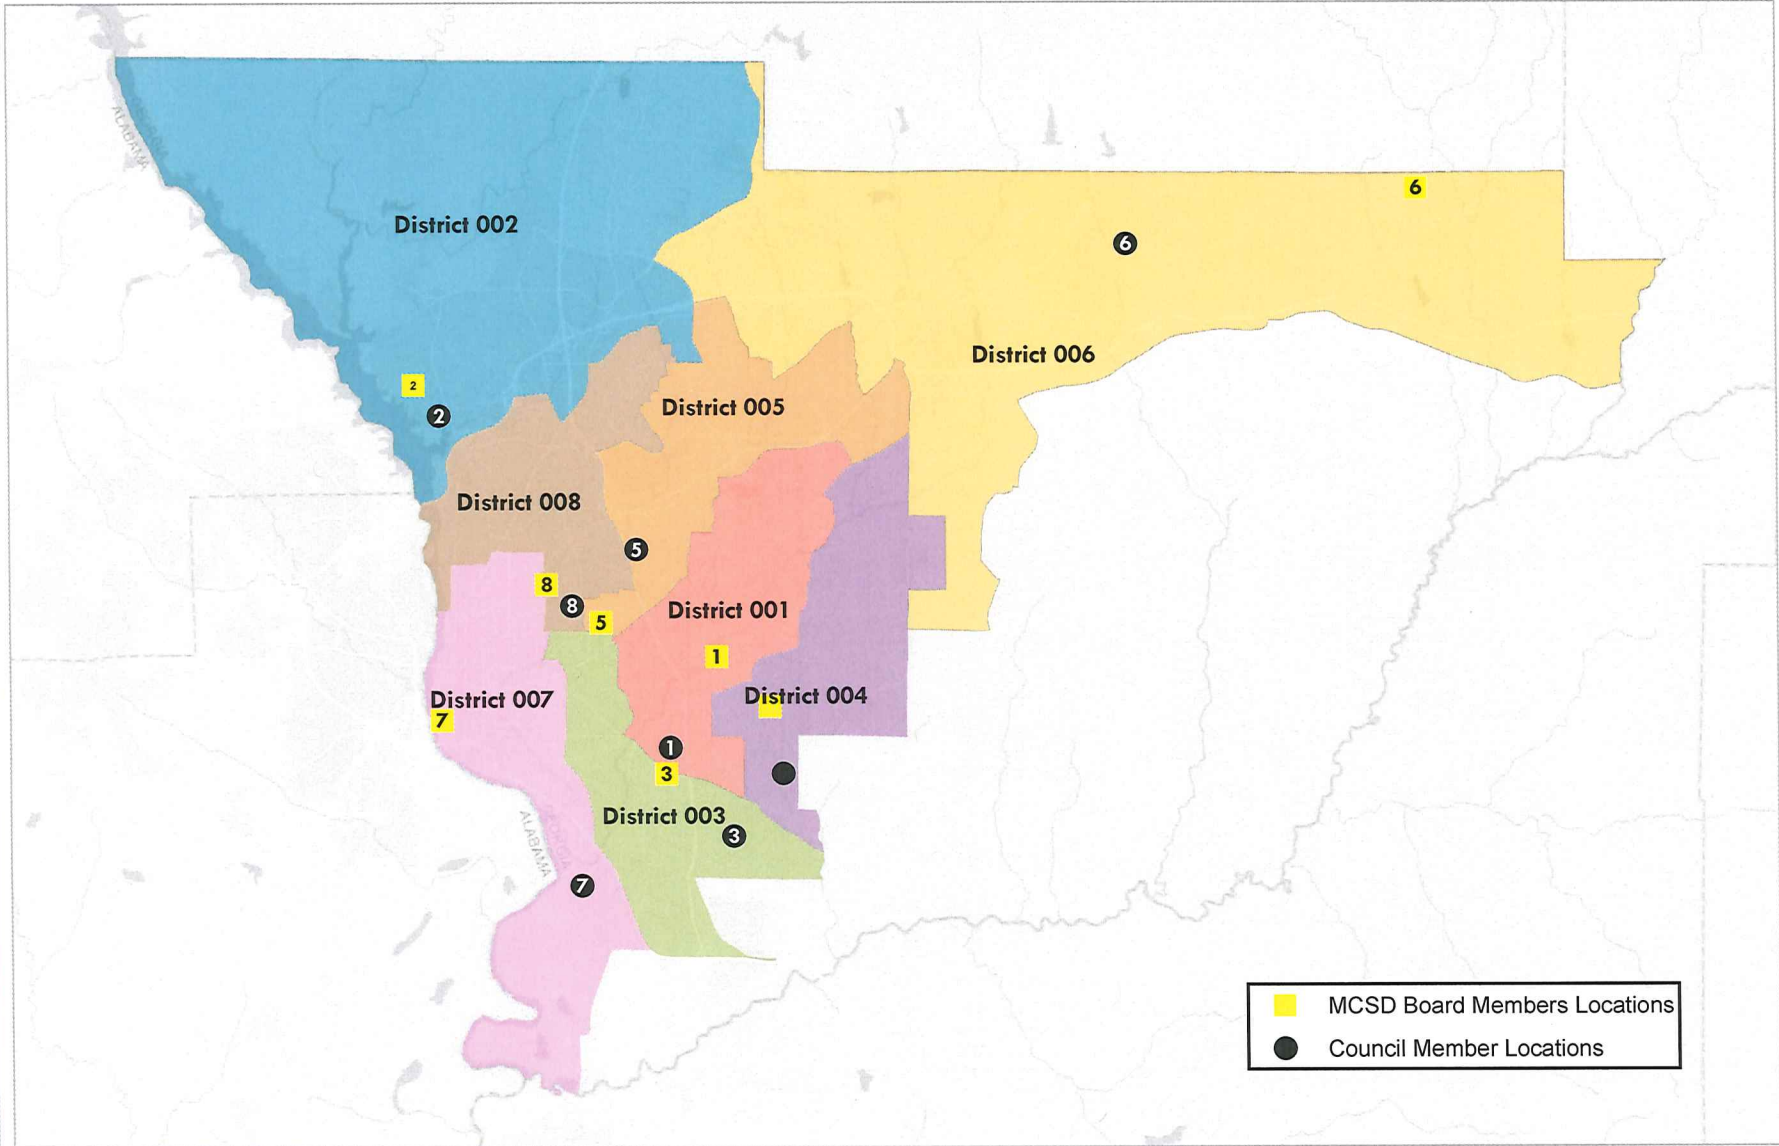 ALABAMA
6
District 002
6
District 006
2
District 005
2
District 008
5
8
8
District 001
5
1
District 004
District 007
7
1
3
District 003
3
ALABAMA
GEORGIA
7
MCSD Board Members Locations
Council Member Locations